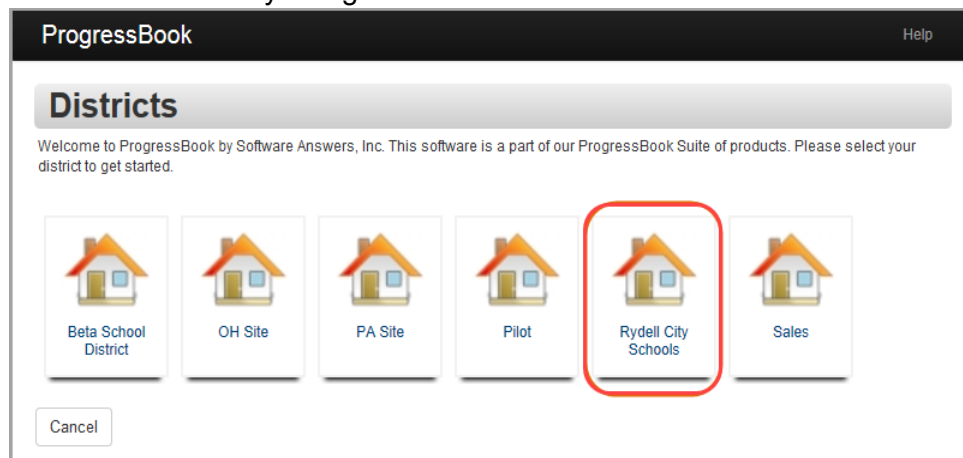 ProgressBook
Help
Districts
Welcome to ProgressBook by Software Answers, Inc. This software is a part of our ProgressBook Suite of products. Please select your
district to get started.
Beta School
District
OH Site
PA Site
Pilot
Rydell City
Schools
Sales
Cancel